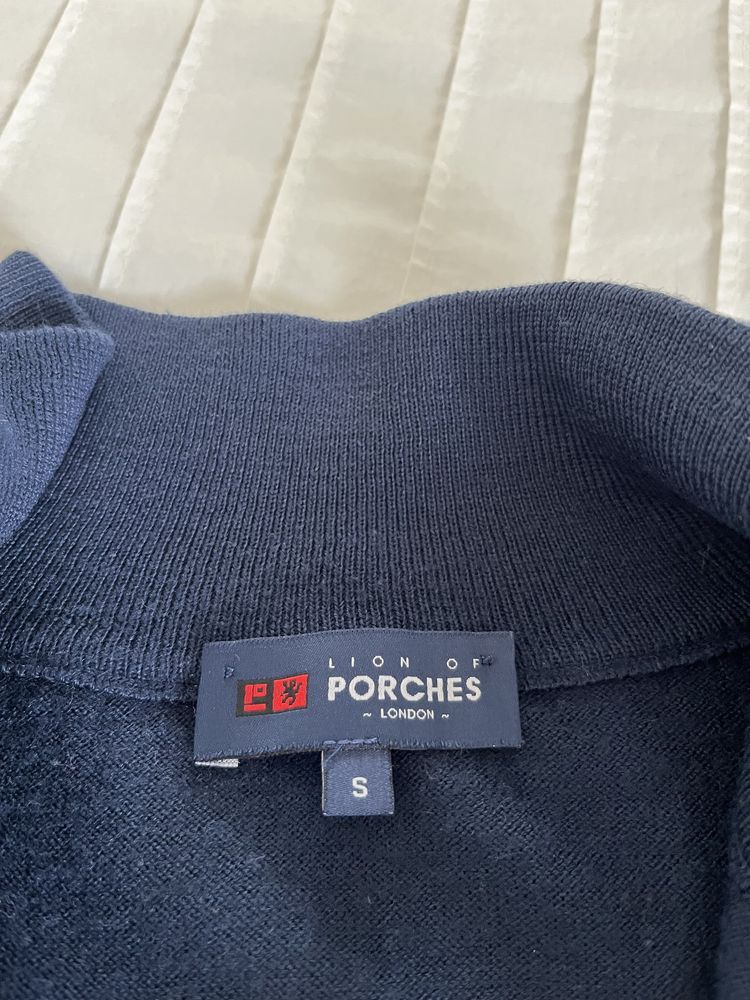 LION OF
PORCHES
~ LONDON ~
S